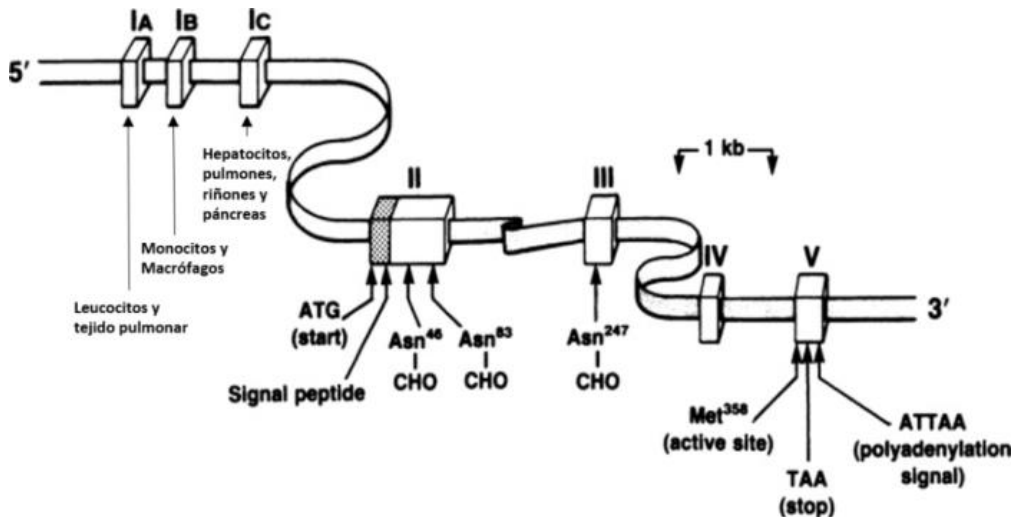 IA
IB
IC
5'
Hepatocitos,
pulmones,
riñones y
páncreas
1 kb
II
III
Monocitos y
Macrófagos
IV
V
Leucocitos y
tejido pulmonar
3'
ATG
(start)
Asn46
CHO
Asn83
CHO
Asn247
CHO
Signal peptide
Met358
(active site)
TAA
(stop)
ATTAA
(polyadenylation
signal)